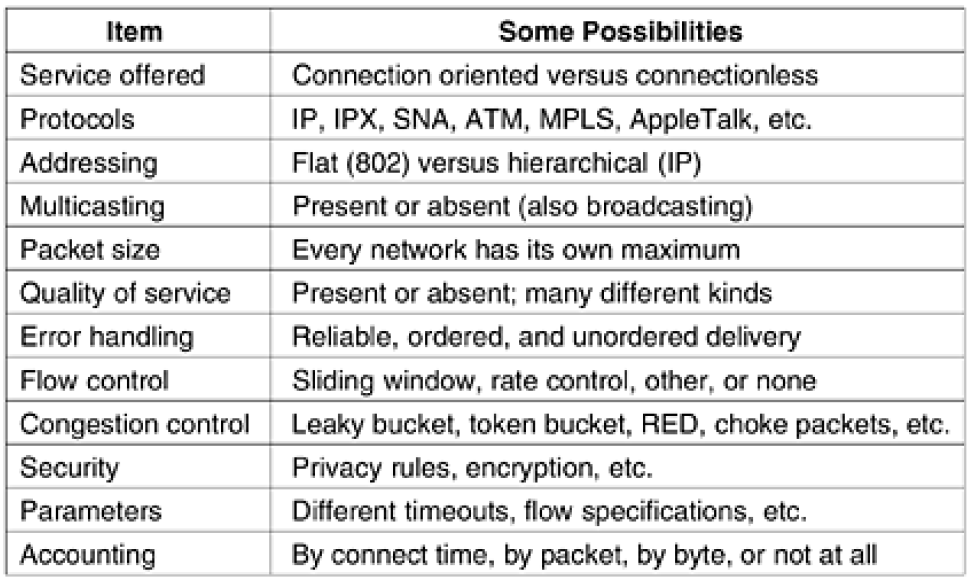 Item Some Possibilities
Service offered Connection oriented versus connectionless
Protocols IP, IPX, SNA, ATM, MPLS, AppleTalk, etc.
Addressing Flat (802) versus hierarchical (IP)
Multicasting Present or absent (also broadcasting)
Packet size Every network has its own maximum
Quality of service Present or absent; many different kinds
Error handling Reliable, ordered, and unordered delivery
Flow control Sliding window, rate control, other, or none
Congestion control Leaky bucket, token bucket, RED, choke packets, etc.
Security Privacy rules, encryption, etc.
Parameters Different timeouts, flow specifications, etc.
Accounting By connect time, by packet, by byte, or not at all